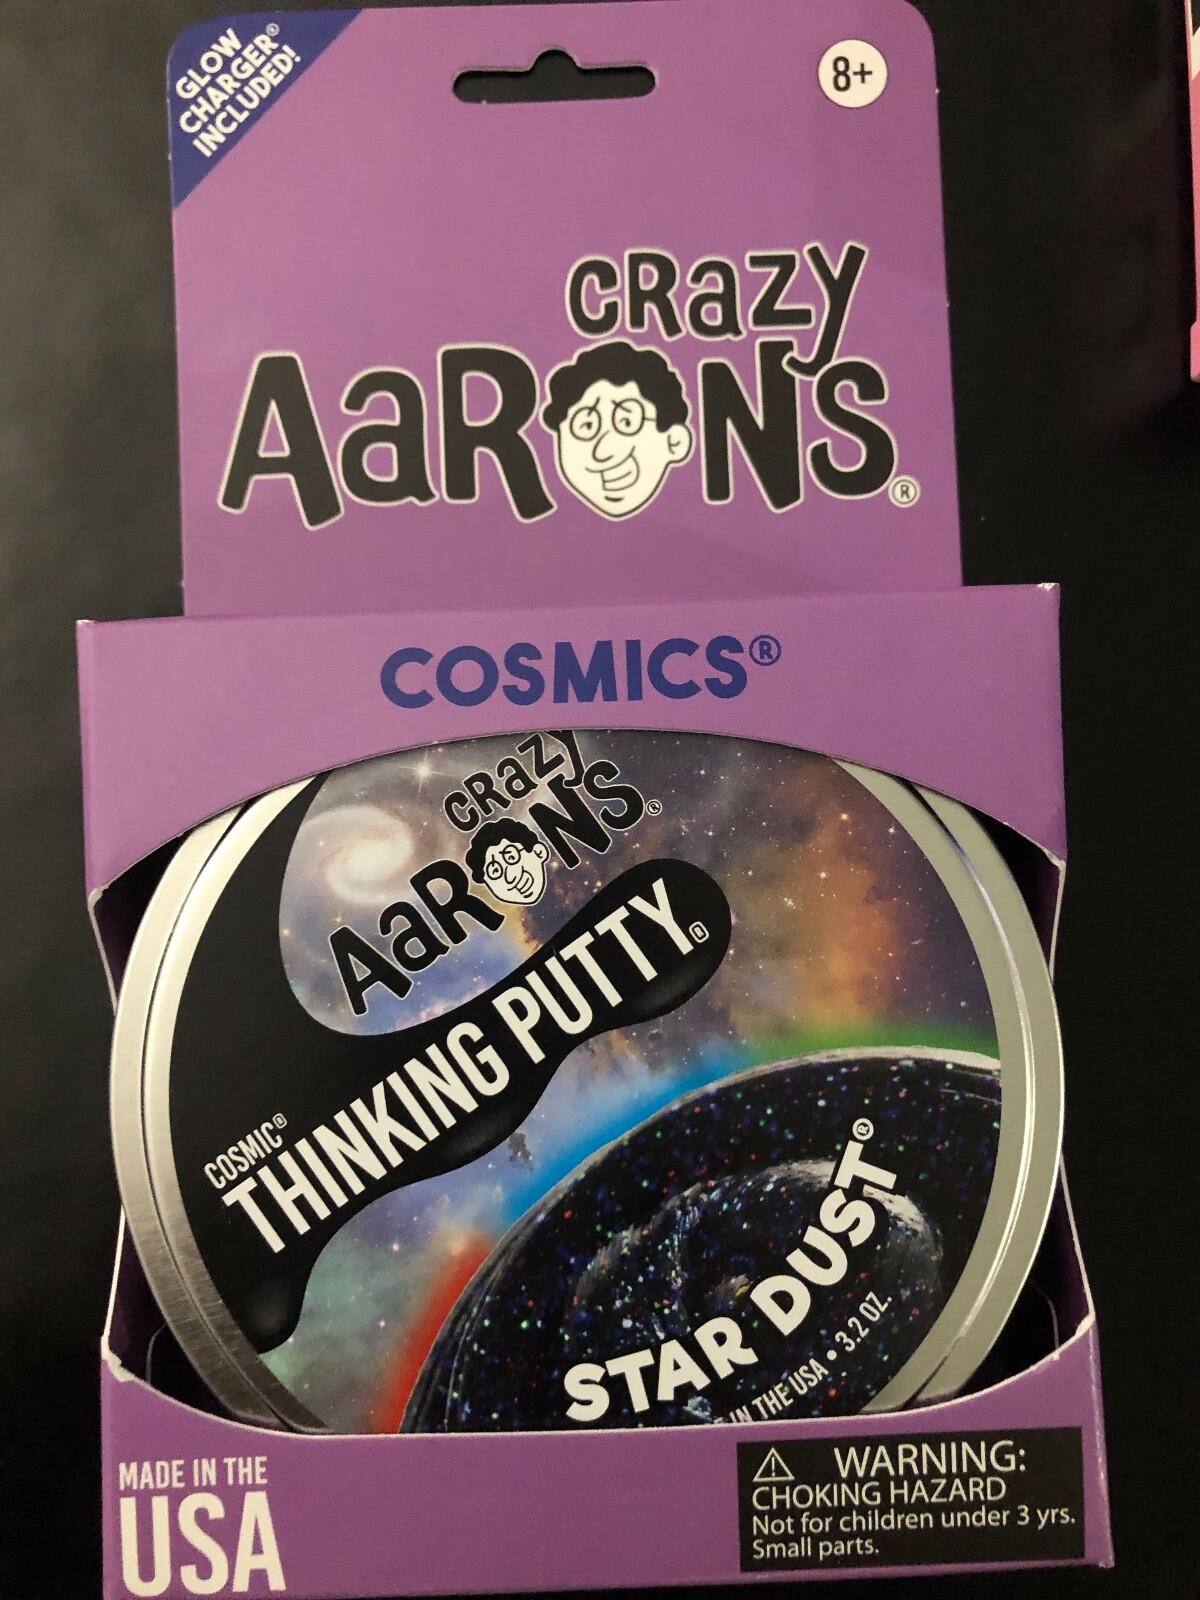 GLOW
CHARGER®
INCLUDED!
8+
CRazy
AaRONS®
COSMICS®
CRazy
AaRONS®
COSMIC®
THINKING PUTTY®
STAR DUST®
IN THE USA • 3.2 OZ.
MADE IN THE
USA
WARNING:
CHOKING HAZARD
Not for children under 3 yrs.
Small parts.